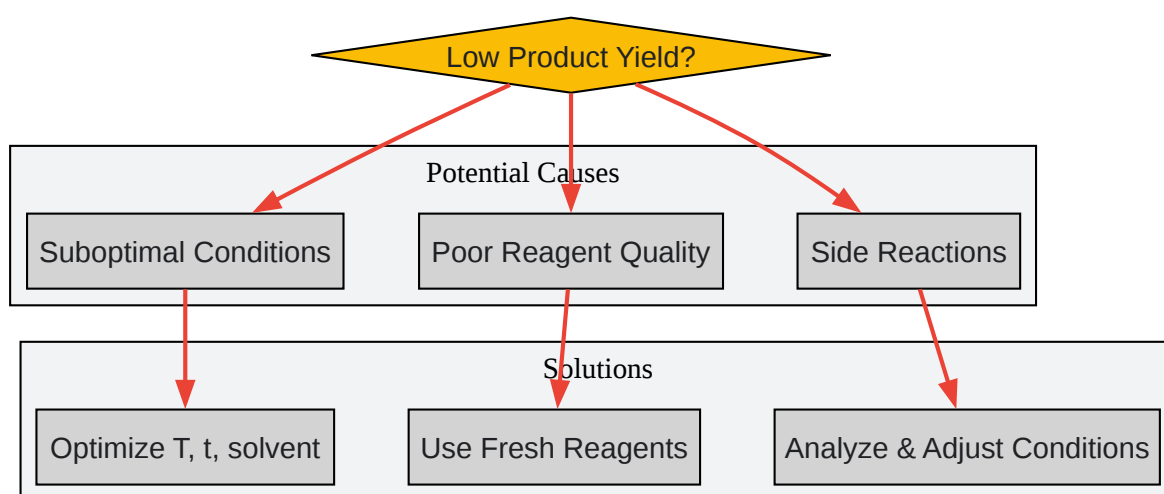 Low Product Yield?
Potential Causes
Suboptimal Conditions
Poor Reagent Quality
Side Reactions
Solutions
Optimize T, t, solvent
Use Fresh Reagents
Analyze & Adjust Conditions